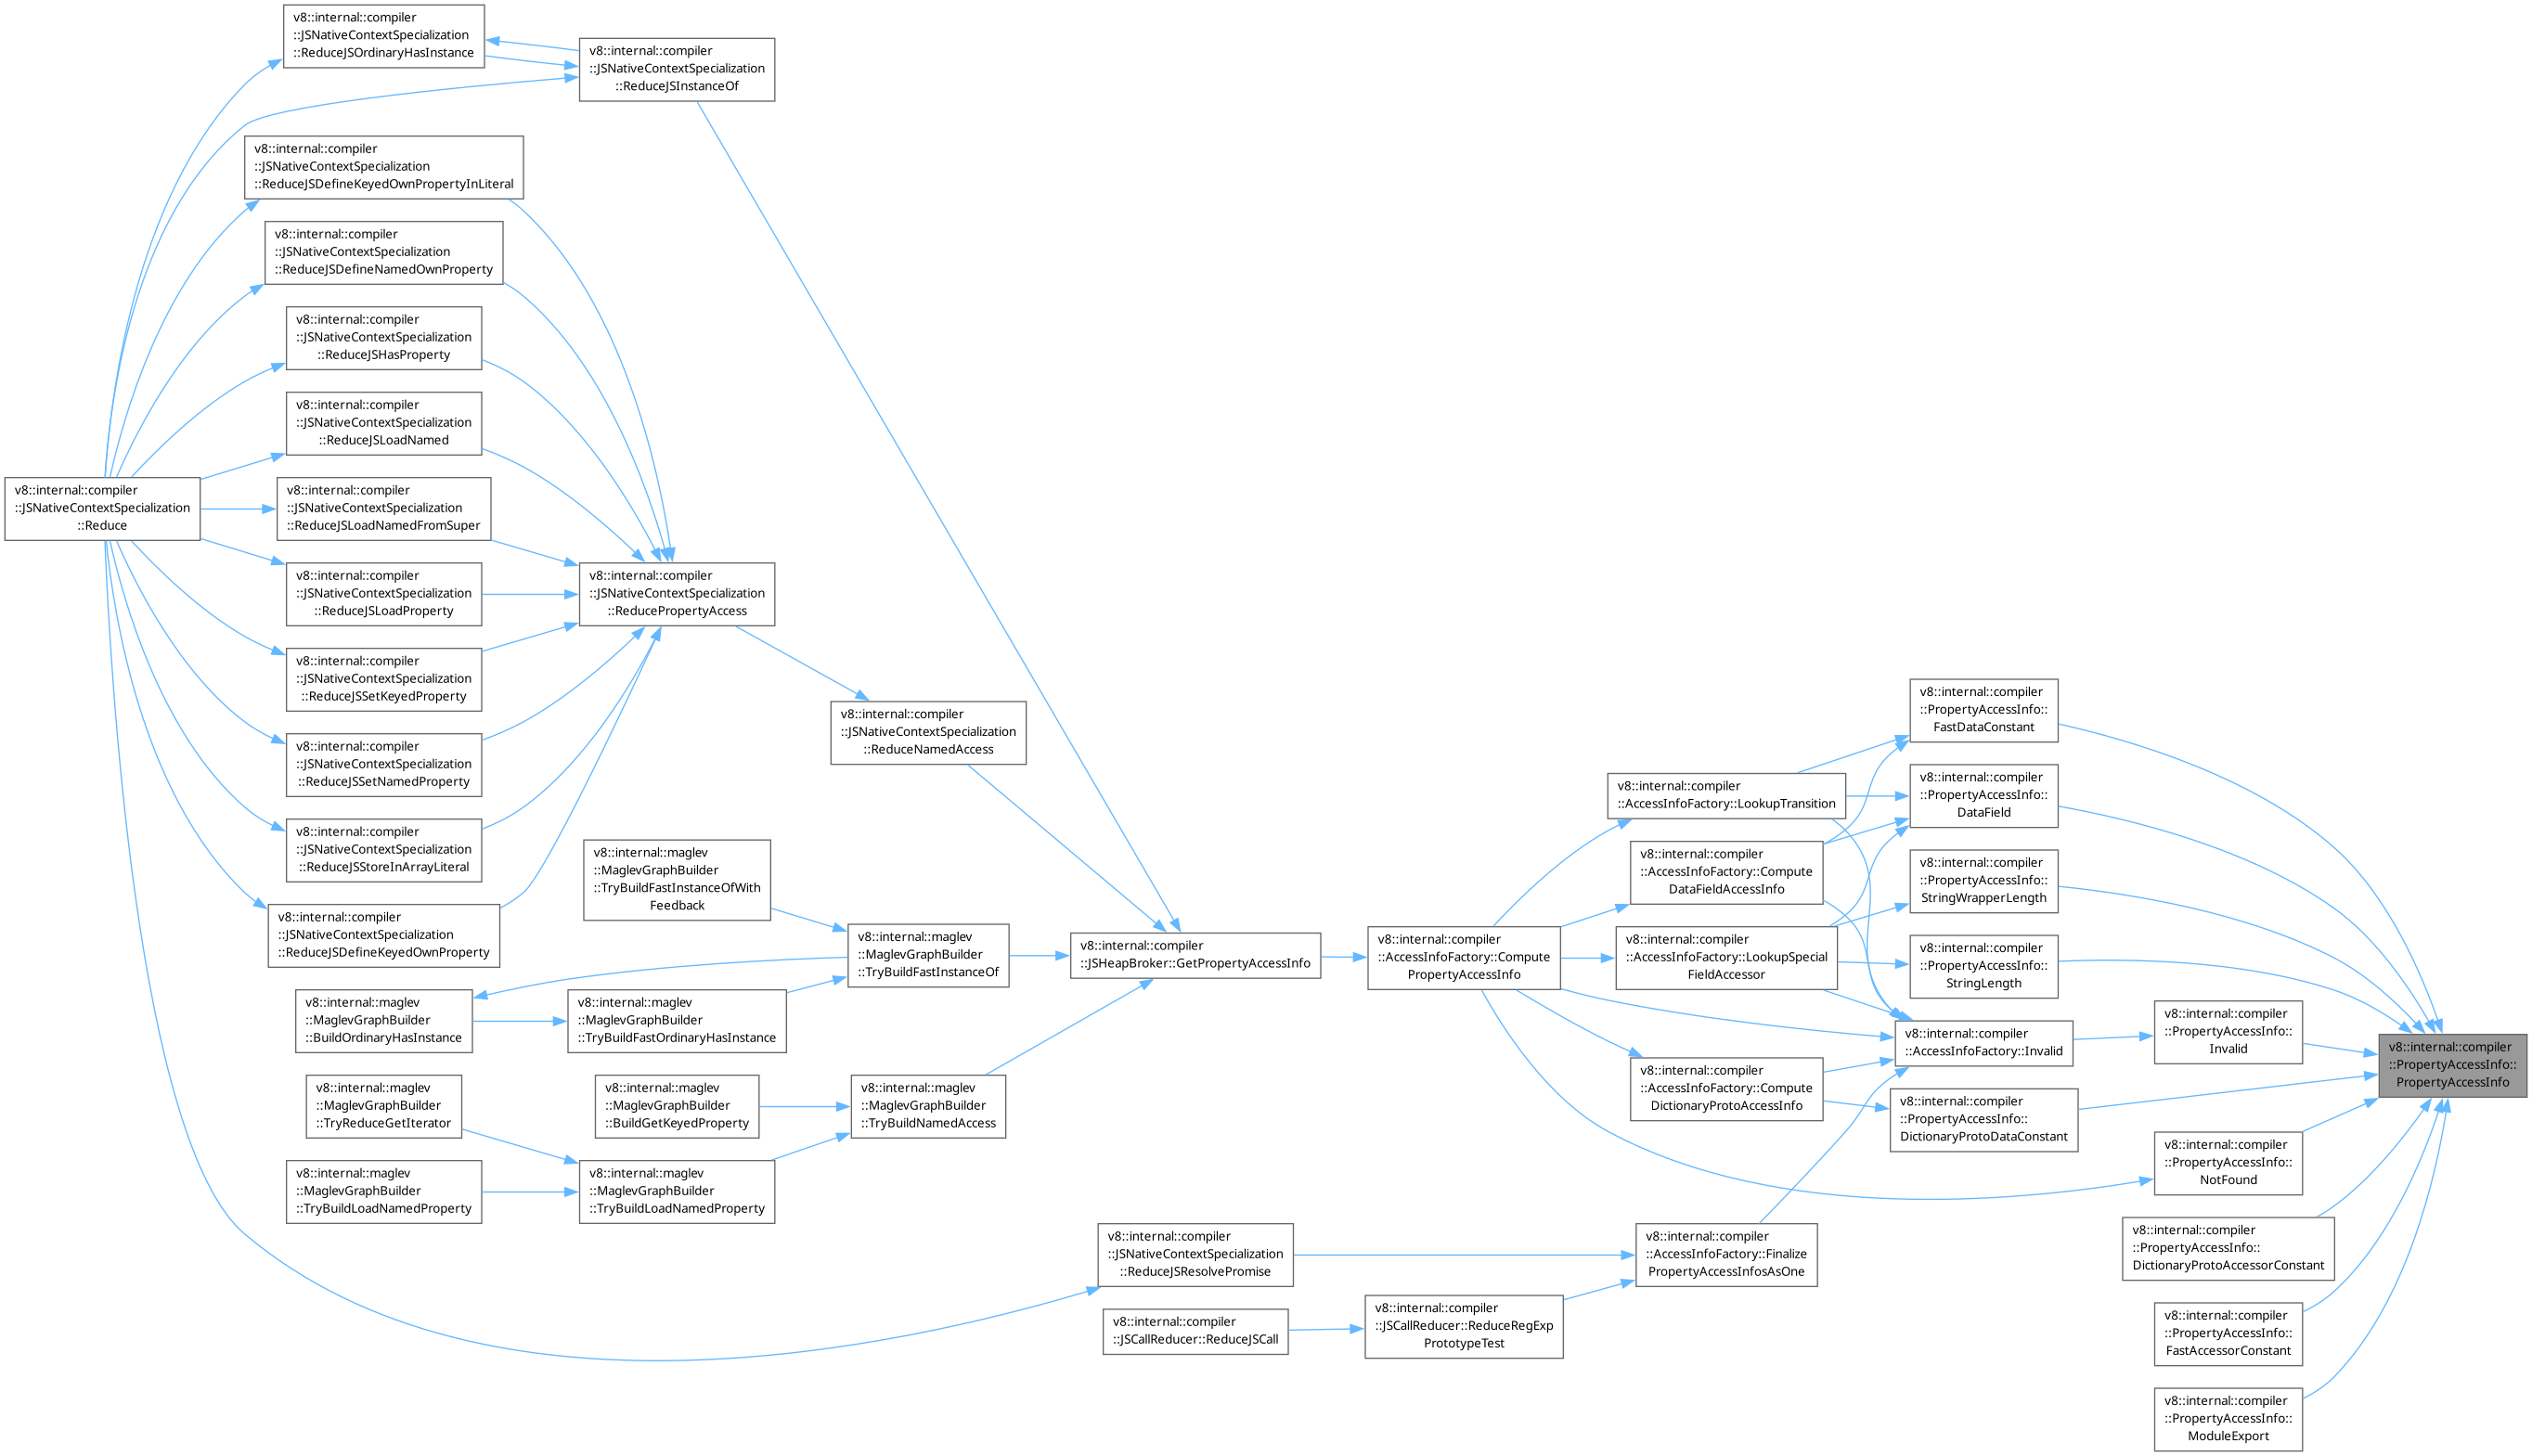 v8::internal::compiler
::JSNativeContextSpecialization
::ReduceJSOrdinaryHasInstance
v8::internal::compiler
::JSNativeContextSpecialization
::ReduceJSInstanceOf
v8::internal::compiler
::JSNativeContextSpecialization
::ReduceJSDefineKeyedOwnPropertyInLiteral
v8::internal::compiler
::JSNativeContextSpecialization
::ReduceJSDefineNamedOwnProperty
v8::internal::compiler
::JSNativeContextSpecialization
::ReduceJSHasProperty
v8::internal::compiler
::JSNativeContextSpecialization
::ReduceJSLoadNamed
v8::internal::compiler
::JSNativeContextSpecialization
::Reduce
v8::internal::compiler
::JSNativeContextSpecialization
::ReduceJSLoadNamedFromSuper
v8::internal::compiler
::JSNativeContextSpecialization
::ReduceJSLoadProperty
v8::internal::compiler
::JSNativeContextSpecialization
::ReducePropertyAccess
v8::internal::compiler
::JSNativeContextSpecialization
::ReduceJSSetKeyedProperty
v8::internal::compiler
::JSNativeContextSpecialization
::ReduceJSSetNamedProperty
v8::internal::compiler
::JSNativeContextSpecialization
::ReduceNamedAccess
v8::internal::compiler
::JSNativeContextSpecialization
::ReduceJSStoreInArrayLiteral
v8::internal::compiler
::JSNativeContextSpecialization
::ReduceJSDefineKeyedOwnProperty
v8::internal::maglev
::MaglevGraphBuilder
::TryBuildFastInstanceOfWith
Feedback
v8::internal::maglev
::MaglevGraphBuilder
::TryBuildFastInstanceOf
v8::internal::compiler
::JSHeapBroker::GetPropertyAccessInfo
v8::internal::maglev
::MaglevGraphBuilder
::BuildOrdinaryHasInstance
v8::internal::maglev
::MaglevGraphBuilder
::TryBuildFastOrdinaryHasInstance
v8::internal::maglev
::MaglevGraphBuilder
::TryReduceGetIterator
v8::internal::maglev
::MaglevGraphBuilder
::BuildGetKeyedProperty
v8::internal::maglev
::MaglevGraphBuilder
::TryBuildNamedAccess
v8::internal::maglev
::MaglevGraphBuilder
::TryBuildLoadNamedProperty
v8::internal::maglev
::MaglevGraphBuilder
::TryBuildLoadNamedProperty
v8::internal::compiler
::JSNativeContextSpecialization
::ReduceJSResolvePromise
v8::internal::compiler
::JSCallReducer::ReduceJSCall
v8::internal::compiler
::JSCallReducer::ReduceRegExp
PrototypeTest
v8::internal::compiler
::AccessInfoFactory::Finalize
PropertyAccessInfosAsOne
v8::internal::compiler
::AccessInfoFactory::Compute
PropertyAccessInfo
v8::internal::compiler
::AccessInfoFactory::LookupTransition
v8::internal::compiler
::AccessInfoFactory::Compute
DataFieldAccessInfo
v8::internal::compiler
::AccessInfoFactory::LookupSpecial
FieldAccessor
v8::internal::compiler
::AccessInfoFactory::Compute
DictionaryProtoAccessInfo
v8::internal::compiler
::PropertyAccessInfo::
FastDataConstant
v8::internal::compiler
::PropertyAccessInfo::
DataField
v8::internal::compiler
::PropertyAccessInfo::
StringWrapperLength
v8::internal::compiler
::PropertyAccessInfo::
StringLength
v8::internal::compiler
::AccessInfoFactory::Invalid
v8::internal::compiler
::PropertyAccessInfo::
DictionaryProtoDataConstant
v8::internal::compiler
::PropertyAccessInfo::
Invalid
v8::internal::compiler
::PropertyAccessInfo::
PropertyAccessInfo
v8::internal::compiler
::PropertyAccessInfo::
NotFound
v8::internal::compiler
::PropertyAccessInfo::
DictionaryProtoAccessorConstant
v8::internal::compiler
::PropertyAccessInfo::
FastAccessorConstant
v8::internal::compiler
::PropertyAccessInfo::
ModuleExport